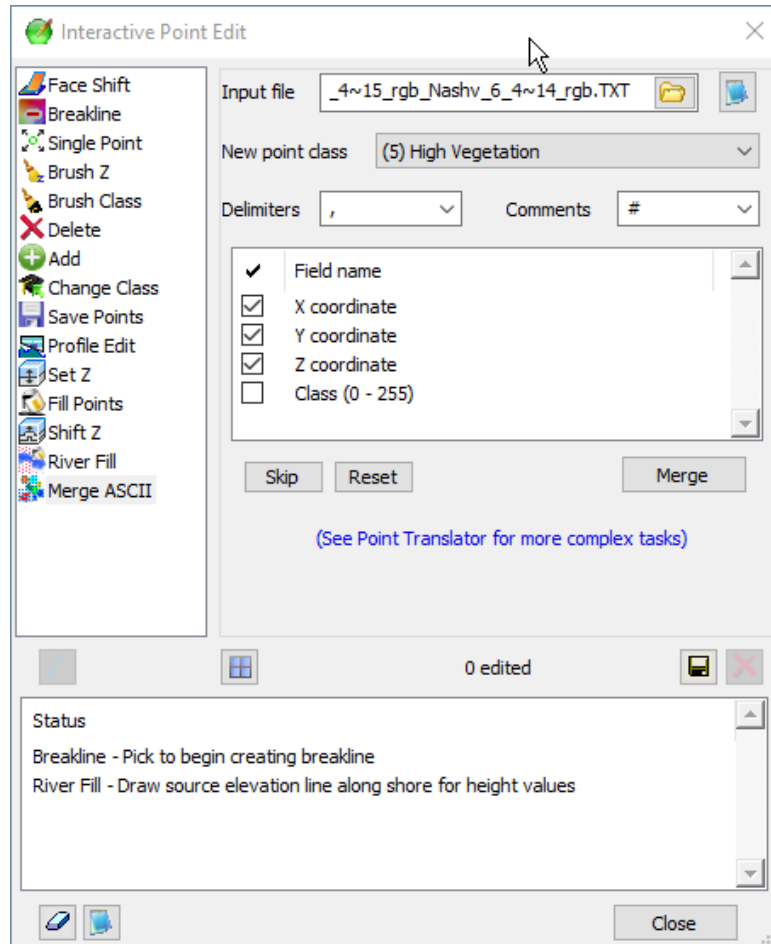 Interactive Point Edit
Face Shift
Breakline
Single Point
Brush Z
Brush Class
Delete
Add
Change Class
Save Points
Profile Edit
Set Z
Fill Points
Shift Z
River Fill
Merge ASCII
Input file _4~15_rgb_Nashv_6_4~14_rgb.TXT
New point class (5) High Vegetation
Delimiters , Comments #
Field name
X coordinate
Y coordinate
Z coordinate
Class (0 - 255)
Skip Reset Merge
(See Point Translator for more complex tasks)
0 edited
Status
Breakline - Pick to begin creating breakline
River Fill - Draw source elevation line along shore for height values
Close